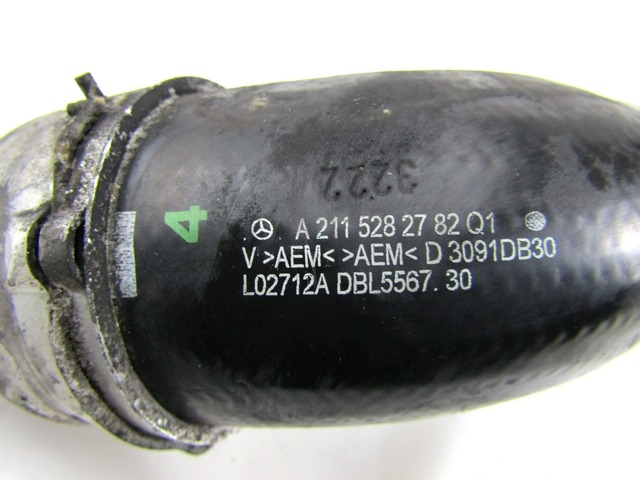 3222
4
A 211 528 27 82 Q1
V >AEM< >AEM< D 3091DB30
L02712A DBL5567. 30